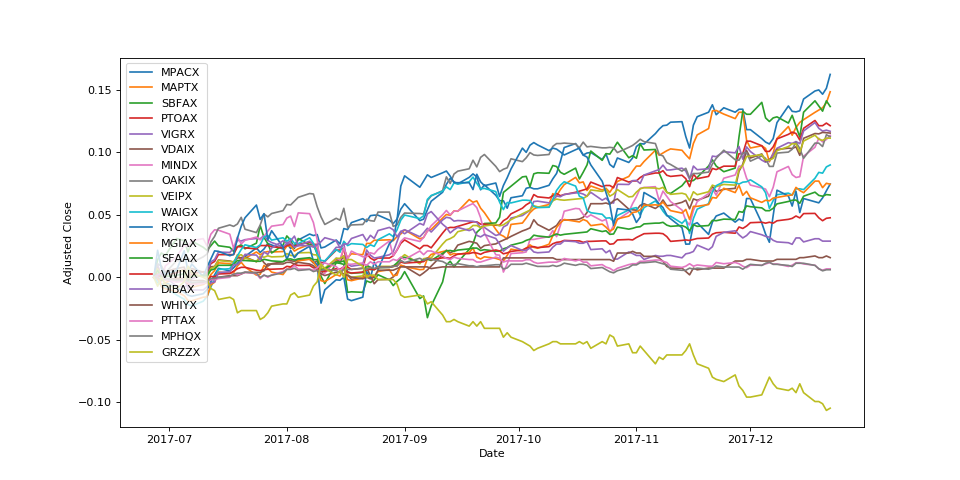 0.15
0.10
0.05
0.00
−0.05
−0.10
Adjusted Close
MPACX
MAPTX
SBFAX
PTOAX
VIGRX
VDAIX
MINDX
OAKIX
VEIPX
WAIGX
RYOIX
MGIAX
SFAAX
VWINX
DIBAX
WHIYX
PTTAX
MPHQX
GRZZX
2017-07 2017-08 2017-09 2017-10 2017-11 2017-12
Date